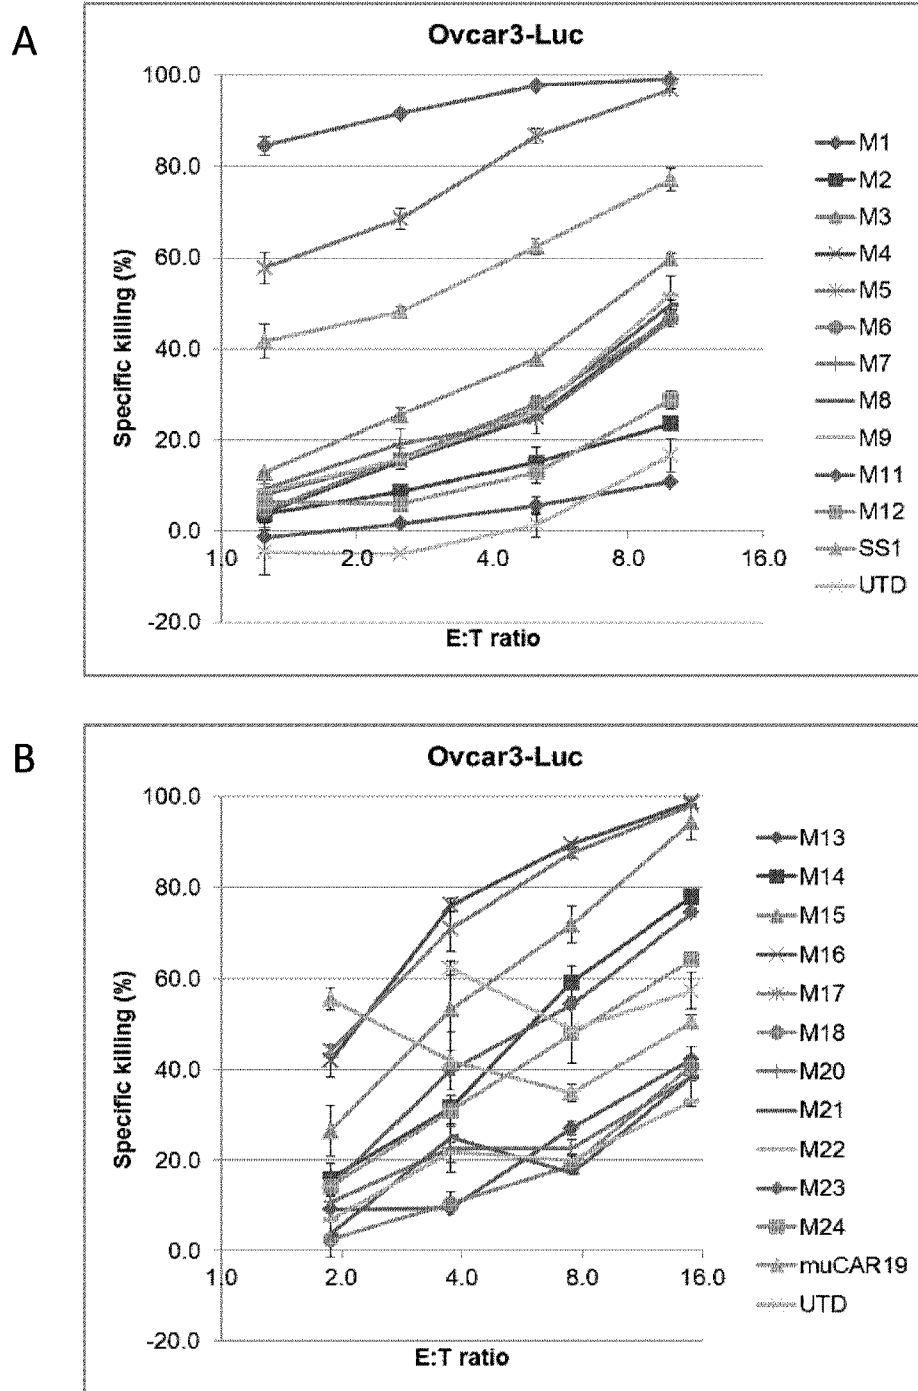 A
Ovcar3-Luc
100.0
80.0
60.0
40.0
20.0
0.0
-20.0
Specific killing (%)
1.0 2.0 4.0 8.0 16.0
E:T ratio
M1
M2
M3
M4
M5
M6
M7
M8
M9
M11
M12
SS1
UTD
B
Ovcar3-Luc
100.0
80.0
60.0
40.0
20.0
0.0
-20.0
Specific killing (%)
1.0 2.0 4.0 8.0 16.0
E:T ratio
M13
M14
M15
M16
M17
M18
M20
M21
M22
M23
M24
muCAR19
UTD